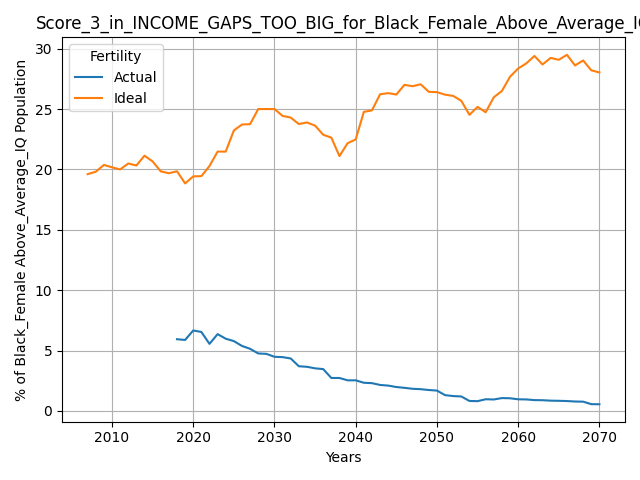 Score_3_in_INCOME_GAPS_TOO_BIG_for_Black_Female_Above_Average_IQ
Fertility
Actual
Ideal
% of Black_Female Above_Average_IQ Population
30
25
20
15
10
5
0
2010 2020 2030 2040 2050 2060 2070
Years